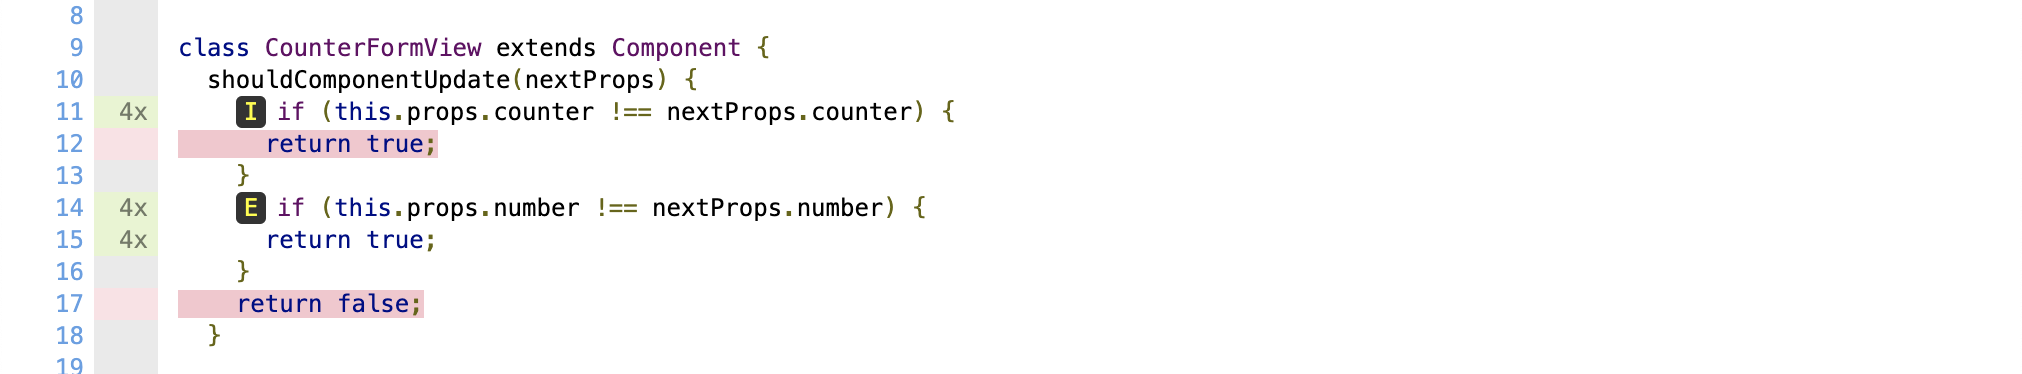 8
9 class CounterFormView extends Component {
10 shouldComponentUpdate(nextProps) {
11 4x I if (this.props.counter !== nextProps.counter) {
12 return true;
13 }
14 4x E if (this.props.number !== nextProps.number) {
15 4x return true;
16 }
17 return false;
18 }
19